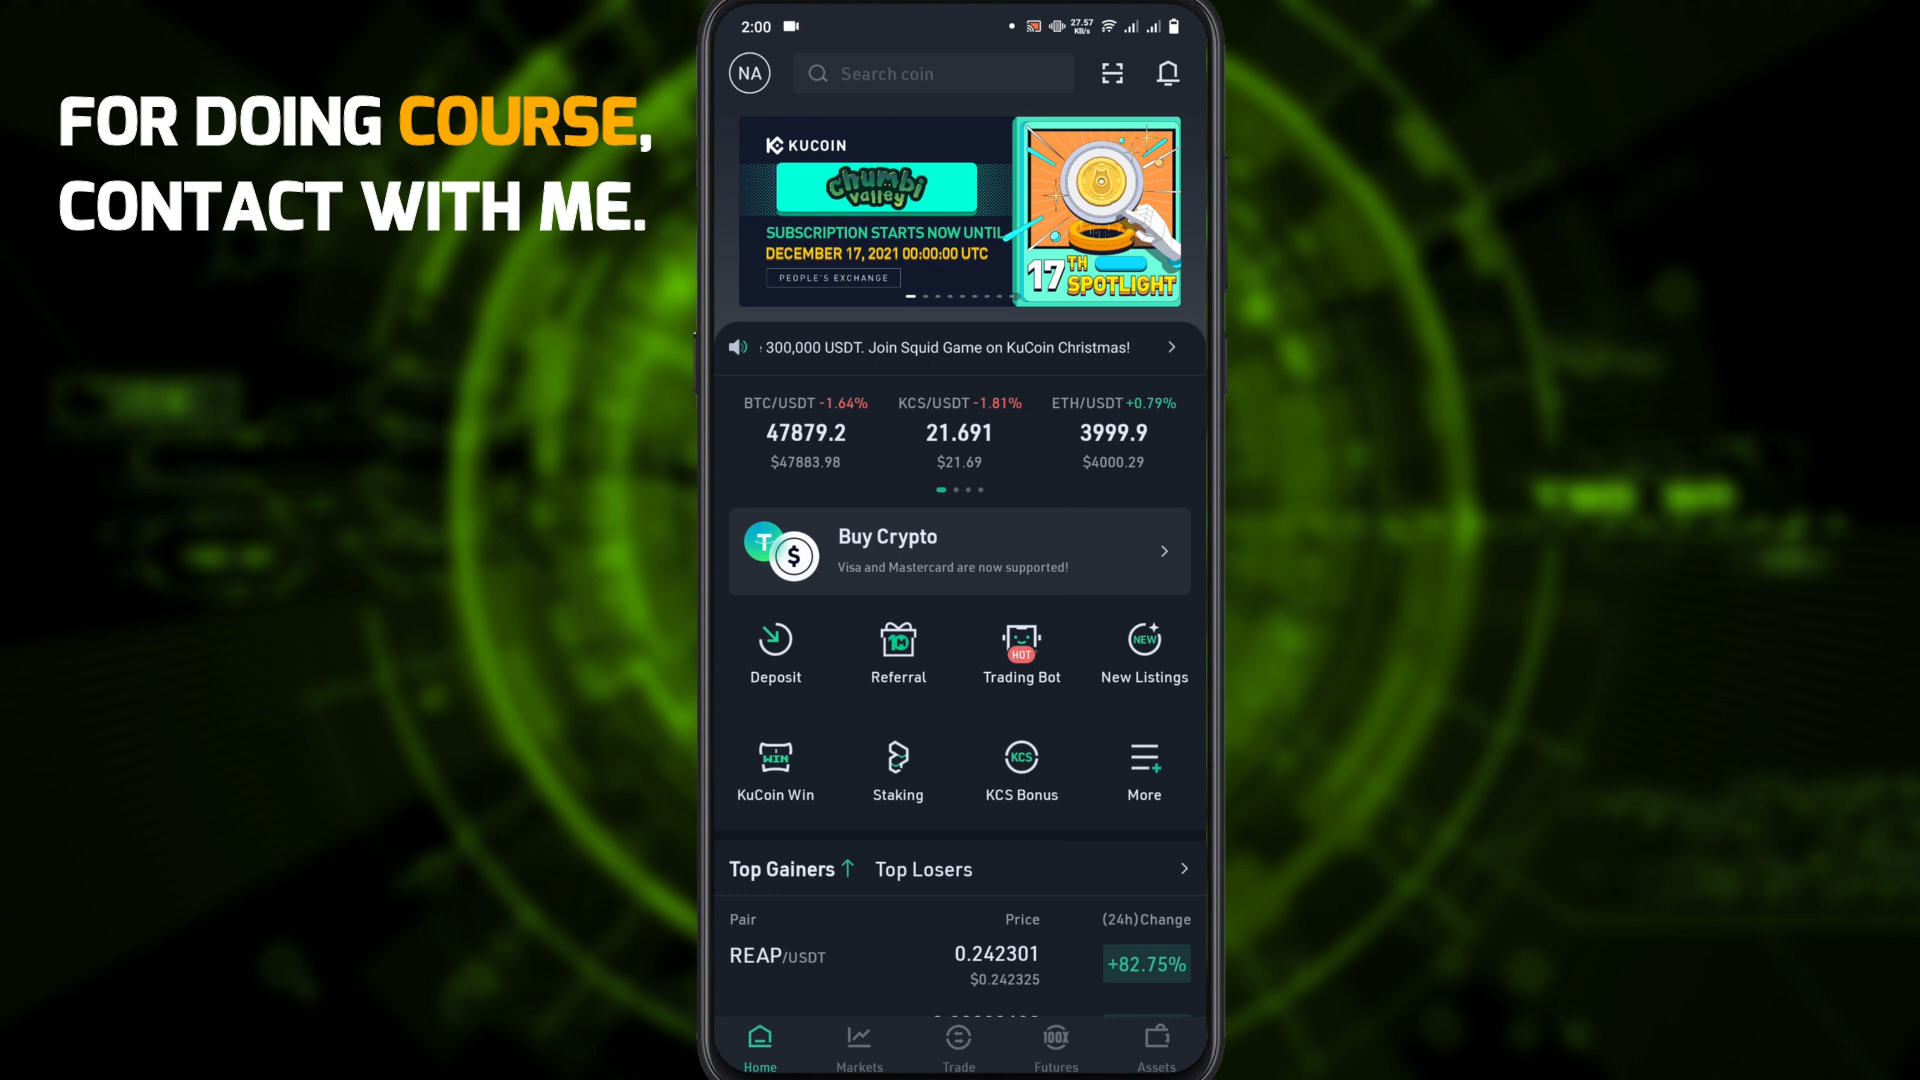 FOR DOING COURSE,
CONTACT WITH ME.
2:00
27.57
KB/s
NA
Search coin
KUCOIN
Chumbi
Valley
SUBSCRIPTION STARTS NOW UNTIL
DECEMBER 17, 2021 00:00:00 UTC
PEOPLE'S EXCHANGE
17TH
SPOTLIGHT
300,000 USDT. Join Squid Game on KuCoin Christmas!
BTC/USDT -1.64% KCS/USDT -1.81% ETH/USDT +0.79%
47879.2 21.691 3999.9
$47883.98 $21.69 $4000.29
T $
Buy Crypto
Visa and Mastercard are now supported!
10M
HOT
NEW
Deposit Referral Trading Bot New Listings
WIN
KCS
KuCoin Win Staking KCS Bonus More
Top Gainers Top Losers
Pair Price (24h)Change
REAP/USDT 0.242301 +82.75%
$0.242325
100X
Home Markets Trade Futures Assets